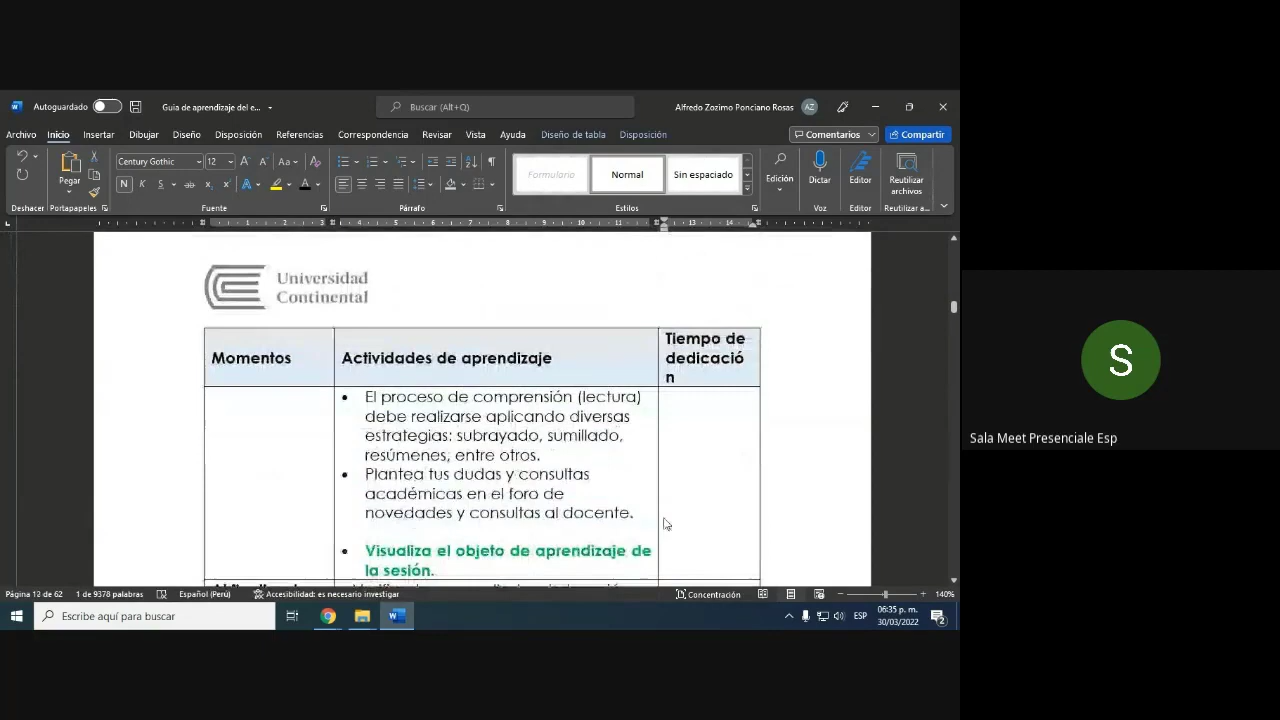 Autoguardado
Guia de aprendizaje del e...
Buscar (Alt+Q)
Alfredo Zozimo Ponciano Rosas
AZ
Archivo Inicio Insertar Dibujar Diseño Disposición Referencias Correspondencia Revisar Vista Ayuda Diseño de tabla Disposición
Comentarios
Compartir
Pegar
Century Gothic
12
Formulario
Normal
Sin espaciado
Edición
Dictar
Editor
Reutilizar
archivos
Deshacer
Portapapeles
Fuente
Párrafo
Estilos
Voz
Editor
Reutilizar a...
Universidad
Continental
Momentos
Actividades de aprendizaje
Tiempo de
dedicació
n
• El proceso de comprensión (lectura)
debe realizarse aplicando diversas
estrategias: subrayado, sumillado,
resúmenes; entre otros.
• Plantea tus dudas y consultas
académicas en el foro de
novedades y consultas al docente.
• Visualiza el objeto de aprendizaje de
la sesión.
Página 12 de 62
1 de 9378 palabras
Español (Perú)
Accesibilidad: es necesario investigar
Concentración
140%
Escribe aquí para buscar
ESP
06:35 p. m.
30/03/2022
2
S
Sala Meet Presenciale Esp